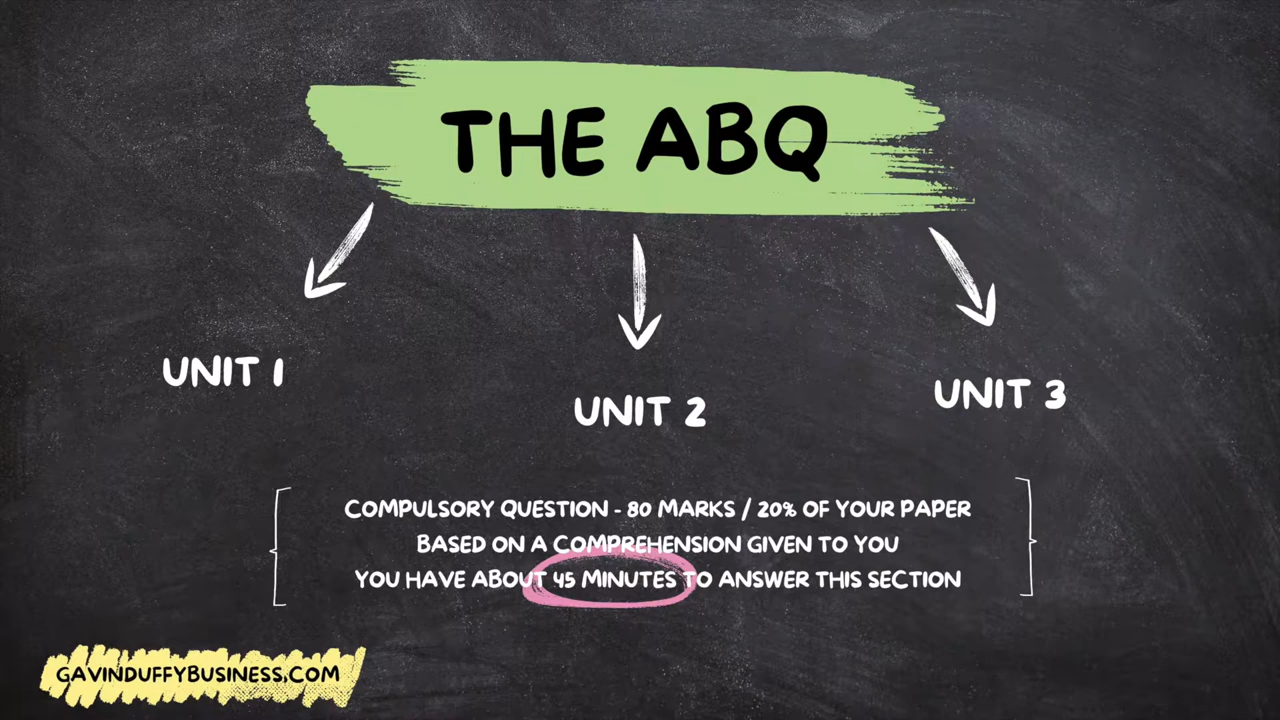 THE ABQ
UNIT 1
UNIT 2
UNIT 3
COMPULSORY QUESTION - 80 MARKS / 20% OF YOUR PAPER
BASED ON A COMPREHENSION GIVEN TO YOU
YOU HAVE ABOUT 45 MINUTES TO ANSWER THIS SECTION
GAVINDUFFYBUSINESS.COM